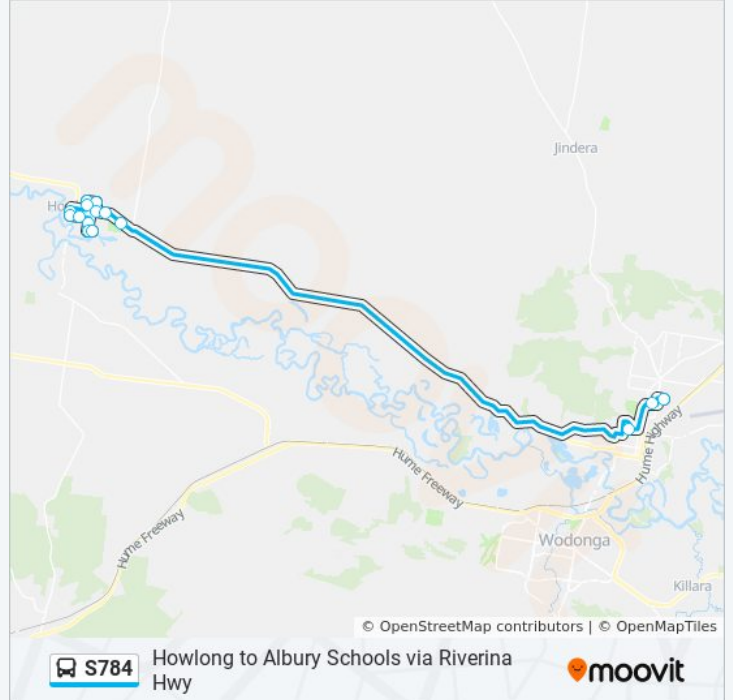 Jindera
Ho
Hume Highway
Hume Freeway
Hume Freeway
Wodonga
Killara
© OpenStreetMap contributors | © OpenMapTiles
S784
Howlong to Albury Schools via Riverina
Hwy
moovit